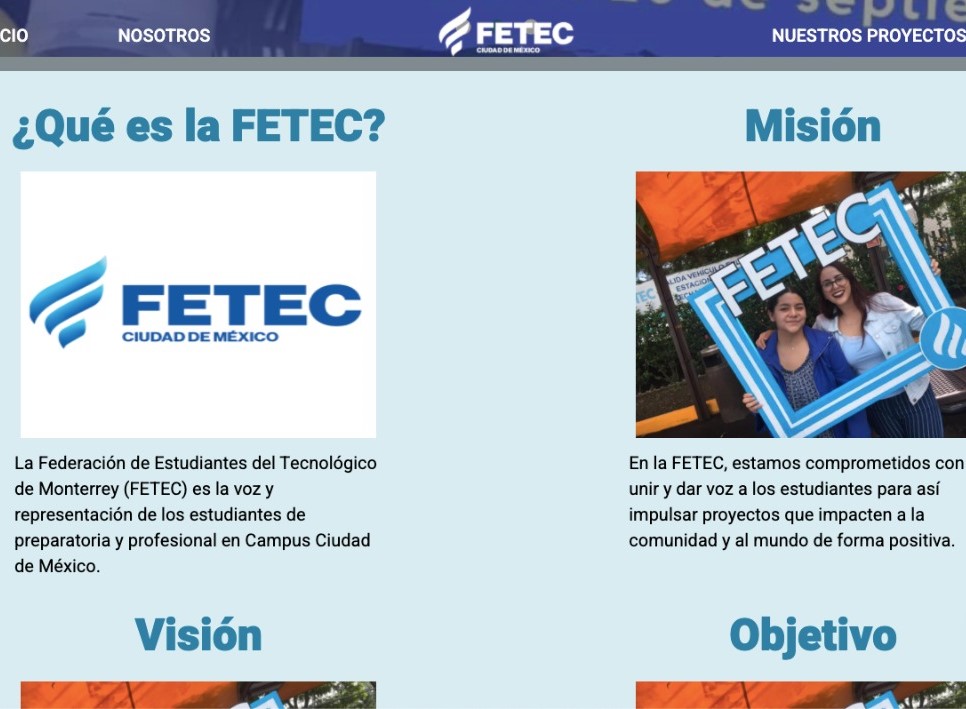 de septie
CIO
NOSOTROS
FETEC
CIUDAD DE MÉXICO
NUESTROS PROYECTOS
¿Qué es la FETEC?
FETEC
CIUDAD DE MÉXICO
La Federación de Estudiantes del Tecnológico
de Monterrey (FETEC) es la voz y
representación de los estudiantes de
preparatoria y profesional en Campus Ciudad
de México.
Misión
FETEC
En la FETEC, estamos comprometidos con
unir y dar voz a los estudiantes para así
impulsar proyectos que impacten a la
comunidad y al mundo de forma positiva.
Visión
Objetivo